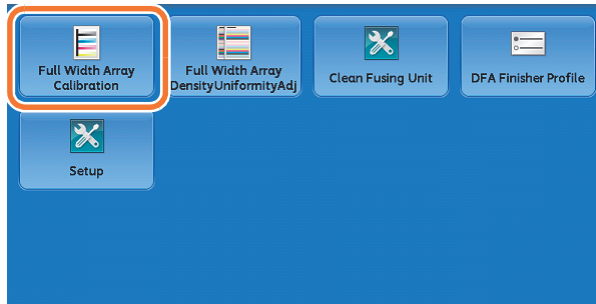 Full Width Array
Calibration
Full Width Array
DensityUniformityAdj
Clean Fusing Unit
DFA Finisher Profile
Setup